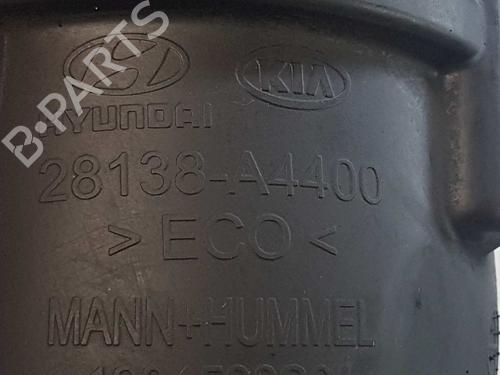 B·PARTS
KIA
HYUNDAI
28138-A4400
> ECO <
MANN+HUMMEL